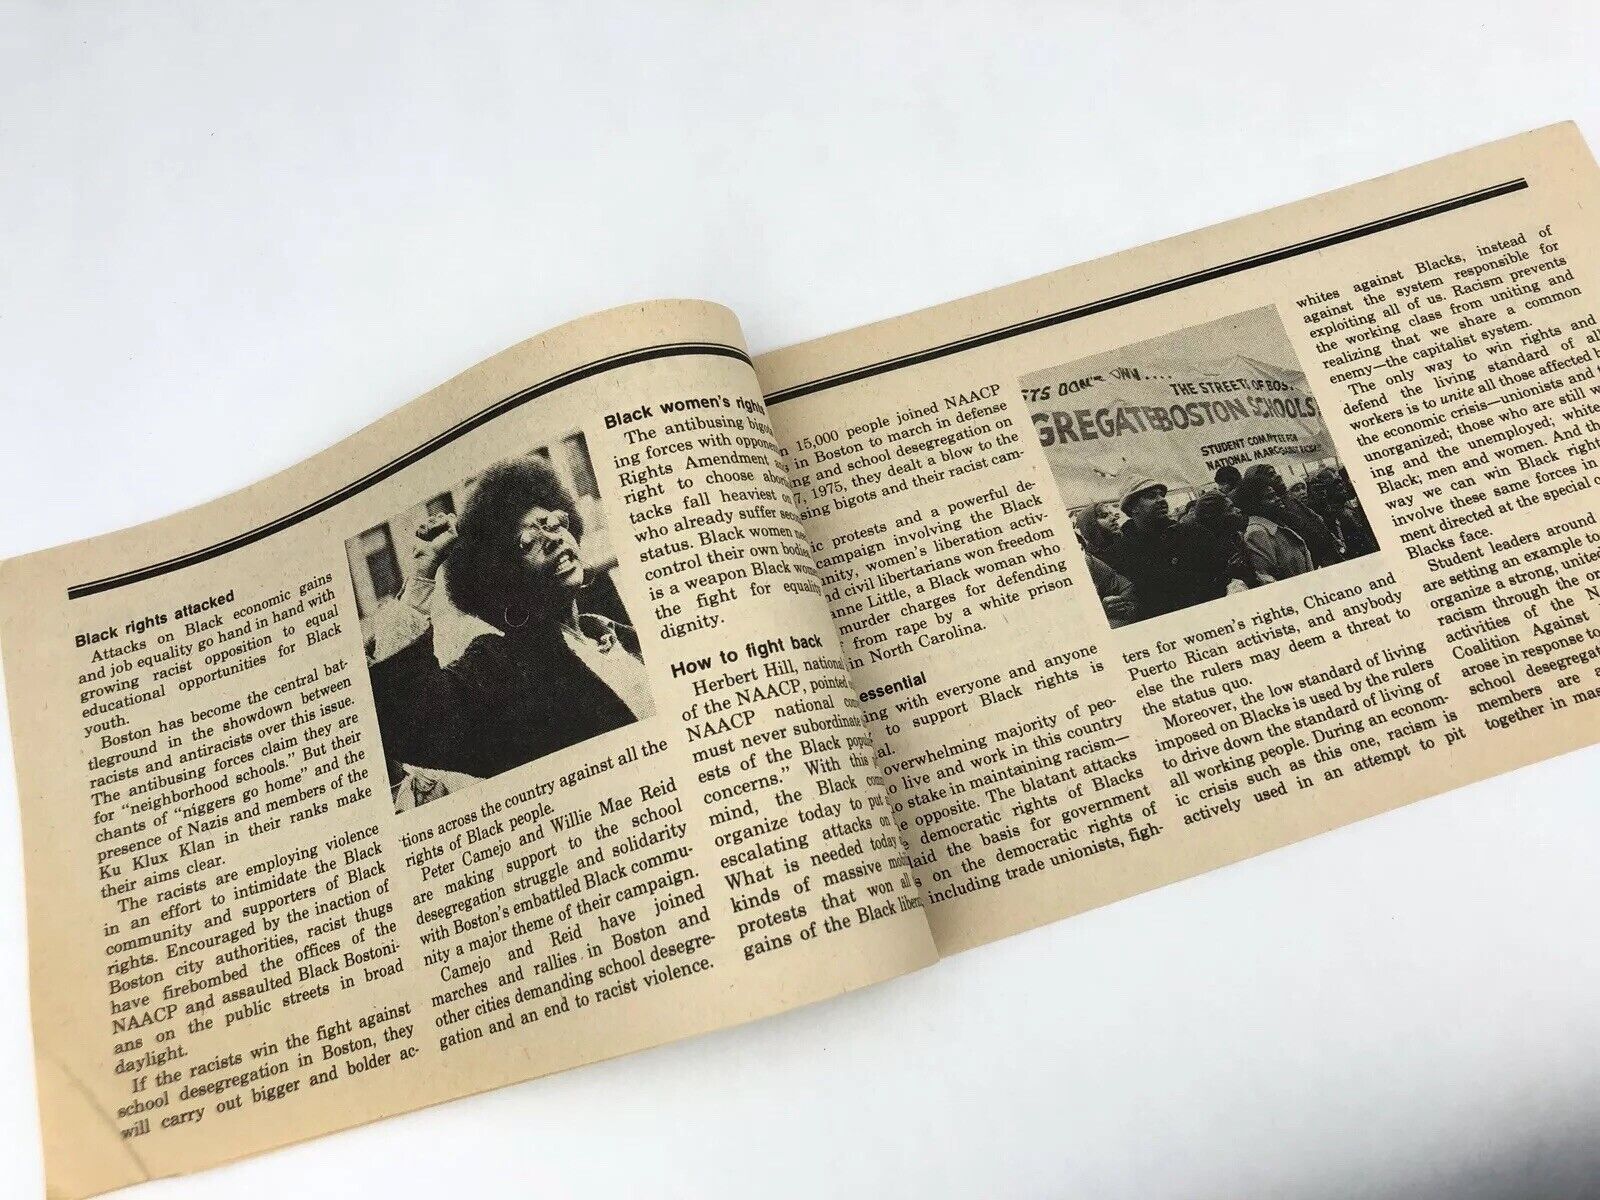 Black rights attacked
Attacks on Black economic gains
and job equality go hand in hand with
growing racist opposition to equal
educational opportunities for Black
youth.
Boston has become the central bat-
tleground in the showdown between
racists and antiracists over this issue.
The antibusing forces claim they are
for "neighborhood schools." But their
chants of "niggers go home" and the
presence of Nazis and members of the
Ku Klux Klan in their ranks make
their aims clear.
The racists are employing violence
in an effort to intimidate the Black
community and supporters of Black
rights. Encouraged by the inaction of
Boston city authorities, racist thugs
have firebombed the offices of the
NAACP and assaulted Black Bostoni-
ans on the public streets in broad
daylight.
If the racists win the fight against
school desegregation in Boston, they
will carry out bigger and bolder ac-
tions across the country against all the
rights of Black people.
Peter Camejo and Willie Mae Reid
are making support to the school
desegregation struggle and solidarity
with Boston's embattled Black commu-
nity a major theme of their campaign.
Camejo and Reid have joined
marches and rallies in Boston and
other cities demanding school desegre-
gation and an end to racist violence.
Black women's rights
The antibusing
ing forces with
Rights Amendment
right to choose
tacks fall heaviest
who already suffer
status. Black women
control their own
is a weapon Black
the fight for equality
dignity.
How to fight back
Herbert Hill, national
of the NAACP, pointed
NAACP national
must never subordinate
ests of the Black
concerns." With this
mind, the Black
organize today to put
escalating attacks on
What is needed today
kinds of massive
protests that won all
gains of the Black
15,000 people joined NAACP
in Boston to march in defense
and school desegregation on
1975, they dealt a blow to the
bigots and their racist cam-
protests and a powerful de-
campaign involving the Black
women's liberation activ-
civil libertarians won freedom
Little, a Black woman who
murder charges for defending
from rape by a white prison
in North Carolina.
essential
with everyone and anyone
to support Black rights is
overwhelming majority of peo-
live and work in this country
stake in maintaining racism—
opposite. The blatant attacks
democratic rights of Blacks
the basis for government
on the democratic rights of
including trade unionists, figh-
DON'T OWN....
THE STREETS OF
BOSTON SCHOOLS
STUDENT COMMITTEE FOR
NATIONAL MARCH
ters for women's rights, Chicano and
Puerto Rican activists, and anybody
else the rulers may deem a threat to
the status quo.
Moreover, the low standard of living
imposed on Blacks is used by the rulers
to drive down the standard of living of
all working people. During an econom-
ic crisis such as this one, racism is
actively used in an attempt to pit
whites against Blacks, instead of
against the system responsible for
exploiting all of us. Racism prevents
the working class from uniting and
realizing that we share a common
enemy—the capitalist system.
The only way to win rights and
defend the living standard of all
workers is to unite all those affected
the economic crisis—unionists and
unorganized; those who are still
ing and the unemployed; white
Black; men and women. And the
way we can win Black
involve these same forces in
ment directed at the special
Blacks face.
Student leaders around
are setting an example to
organize a strong,
racism through the
activities of the
Coalition Against
arose in response to
school
members are
together in